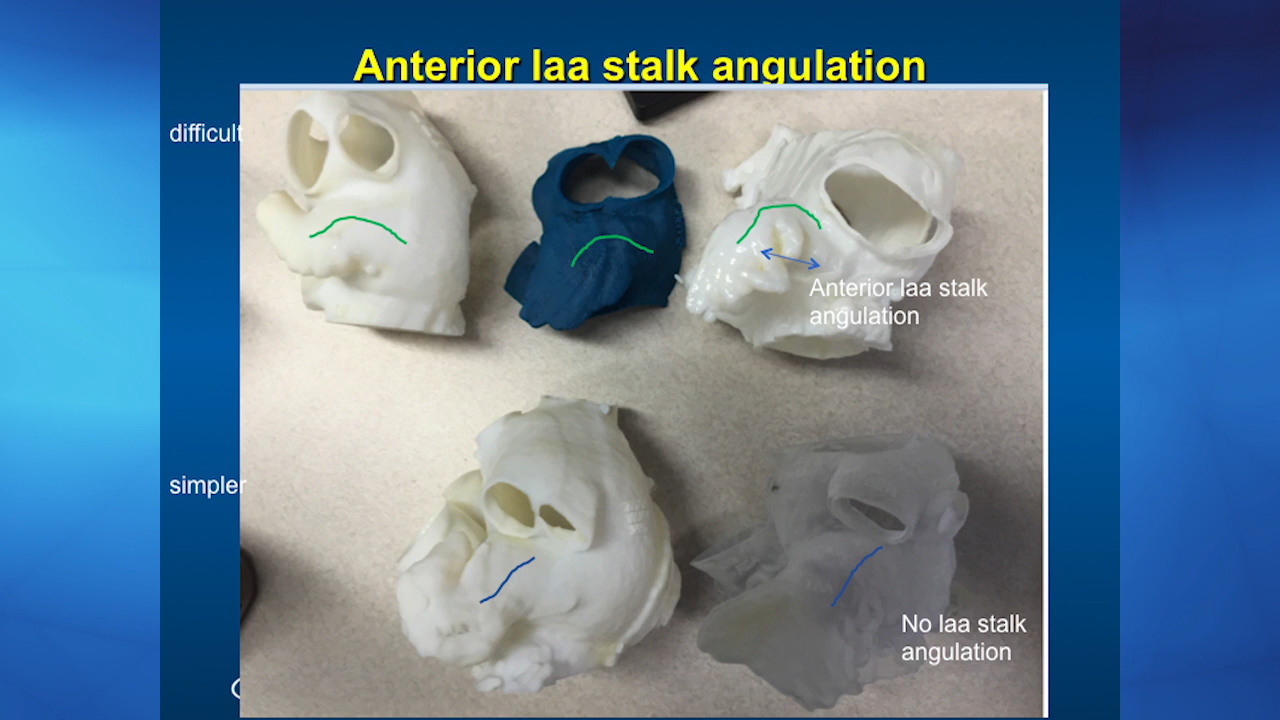 Anterior laa stalk angulation
difficult
Anterior laa stalk
angulation
simpler
No laa stalk
angulation